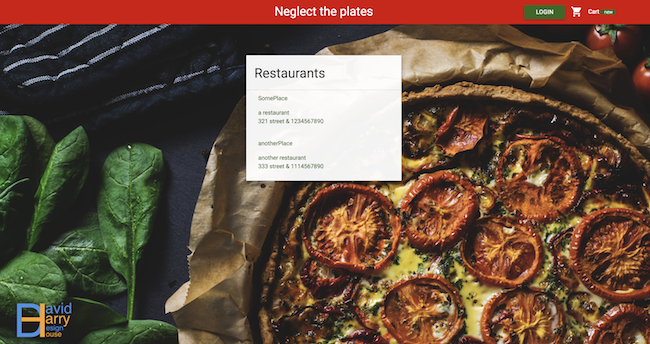 Neglect the plates
LOGIN
Cart new
Restaurants
SomePlace
a restaurant
321 street & 1234567890
anotherPlace
another restaurant
333 street & 1114567890
David
Harry
Design
House